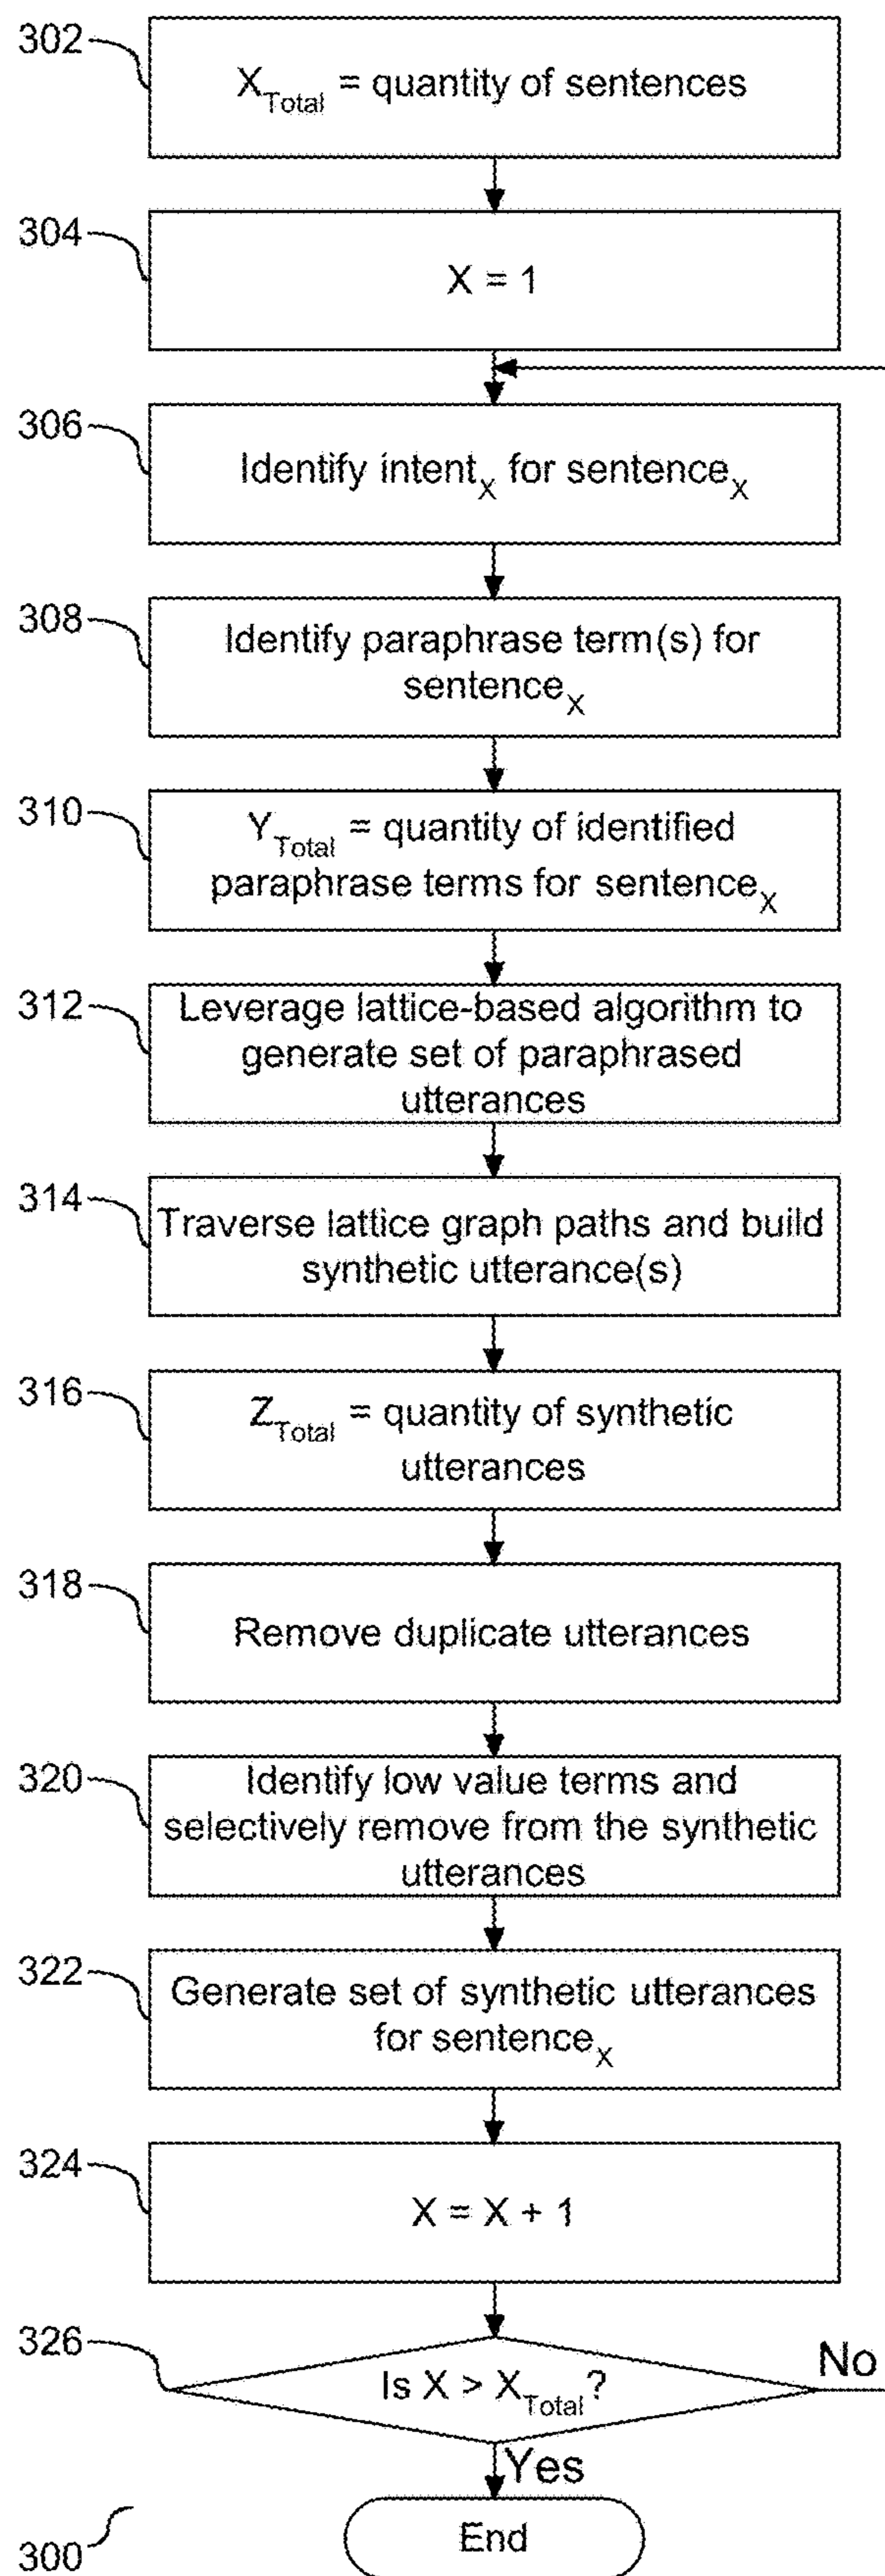 302
X_Total = quantity of sentences
304
X = 1
306
Identify intent_X for sentence_X
308
Identify paraphrase term(s) for
sentence_X
310
Y_Total = quantity of identified
paraphrase terms for sentence_X
312
Leverage lattice-based algorithm to
generate set of paraphrased
utterances
314
Traverse lattice graph paths and build
synthetic utterance(s)
316
Z_Total = quantity of synthetic
utterances
318
Remove duplicate utterances
320
Identify low value terms and
selectively remove from the synthetic
utterances
322
Generate set of synthetic utterances
for sentence_X
324
X = X + 1
326
Is X > X_Total?
No
Yes
End
300